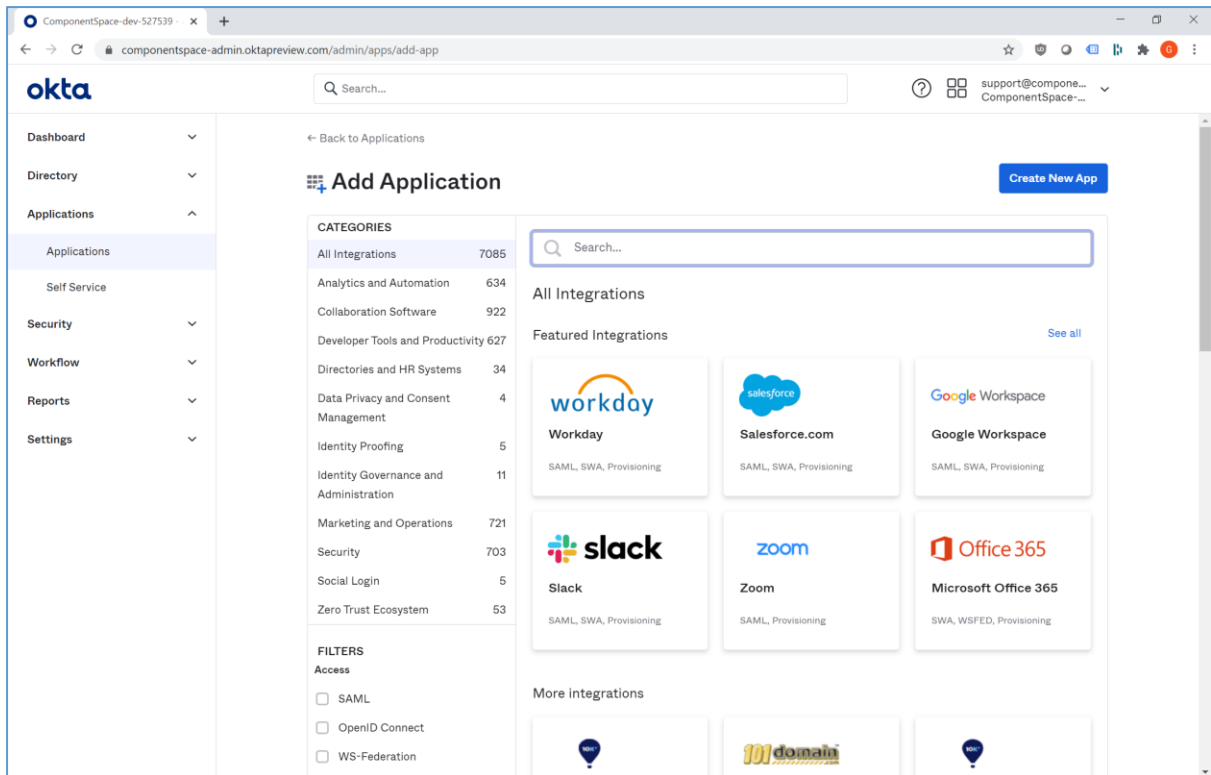 ComponentSpace-dev-527539 -
componentspace-admin.oktapreview.com/admin/apps/add-app
G
okta
Search...
support@compone...
ComponentSpace-...
Dashboard
Directory
Applications
Applications
Self Service
Security
Workflow
Reports
Settings
← Back to Applications
Add Application
Create New App
CATEGORIES
All Integrations 7085
Analytics and Automation 634
Collaboration Software 922
Developer Tools and Productivity 627
Directories and HR Systems 34
Data Privacy and Consent 4
Management
Identity Proofing 5
Identity Governance and 11
Administration
Marketing and Operations 721
Security 703
Social Login 5
Zero Trust Ecosystem 53
FILTERS
Access
SAML
OpenID Connect
WS-Federation
Search...
All Integrations
Featured Integrations
See all
workday
Workday
SAML, SWA, Provisioning
salesforce
Salesforce.com
SAML, SWA, Provisioning
Google Workspace
Google Workspace
SAML, SWA, Provisioning
slack
Slack
SAML, SWA, Provisioning
zoom
Zoom
SAML, Provisioning
Office 365
Microsoft Office 365
SWA, WSFED, Provisioning
More integrations
101domain